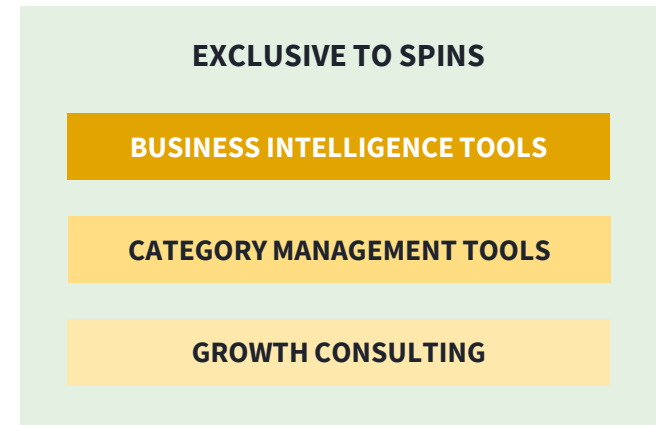 EXCLUSIVE TO SPINS
BUSINESS INTELLIGENCE TOOLS
CATEGORY MANAGEMENT TOOLS
GROWTH CONSULTING